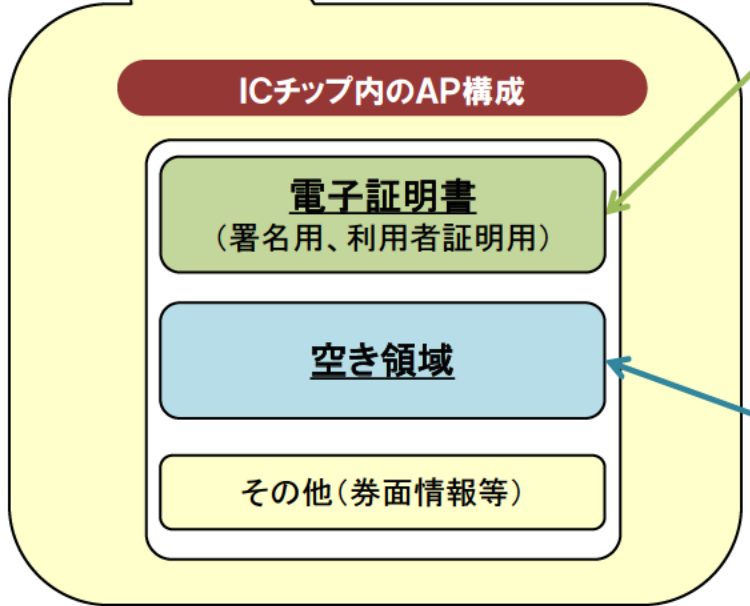 ICチップ内のAP構成
電子証明書
（署名用、利用者証明用）
空き領域
その他（券面情報等）